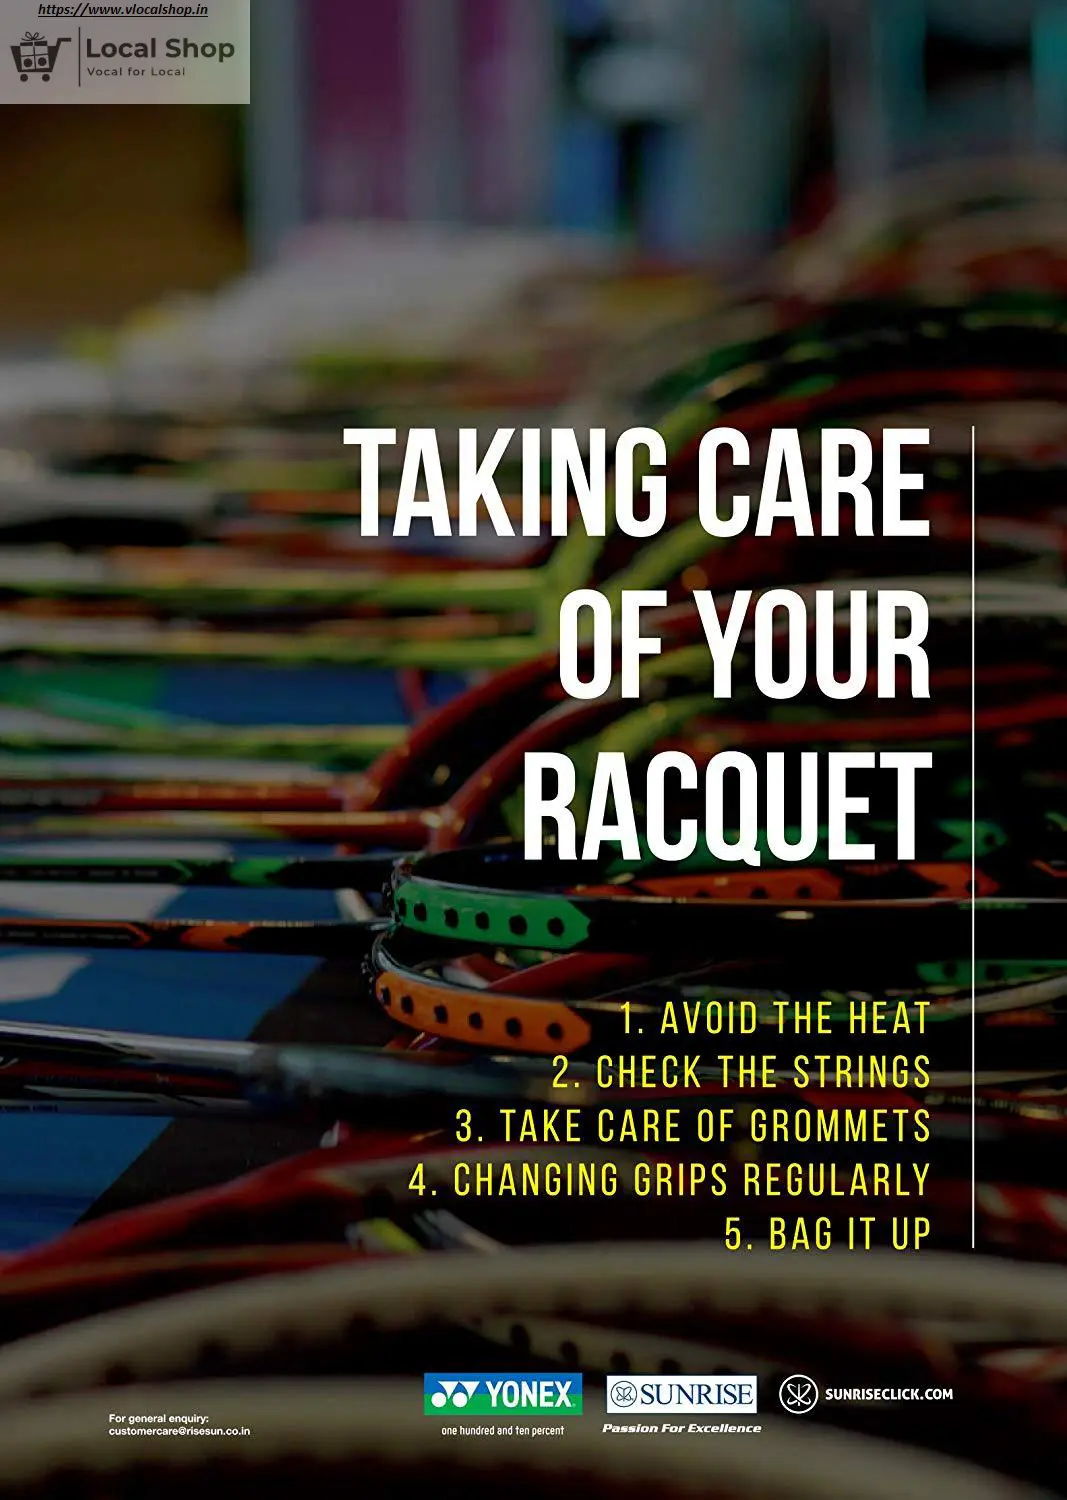 https://www.vlocalshop.in
Local Shop
Vocal for Local
TAKING CARE
OF YOUR
RACQUET
1. AVOID THE HEAT
2. CHECK THE STRINGS
3. TAKE CARE OF GROMMETS
4. CHANGING GRIPS REGULARLY
5. BAG IT UP
YONEX
one hundred and ten percent
SUNRISE
Passion For Excellence
SUNRISECLICK.COM
For general enquiry:
customercare@risesun.co.in